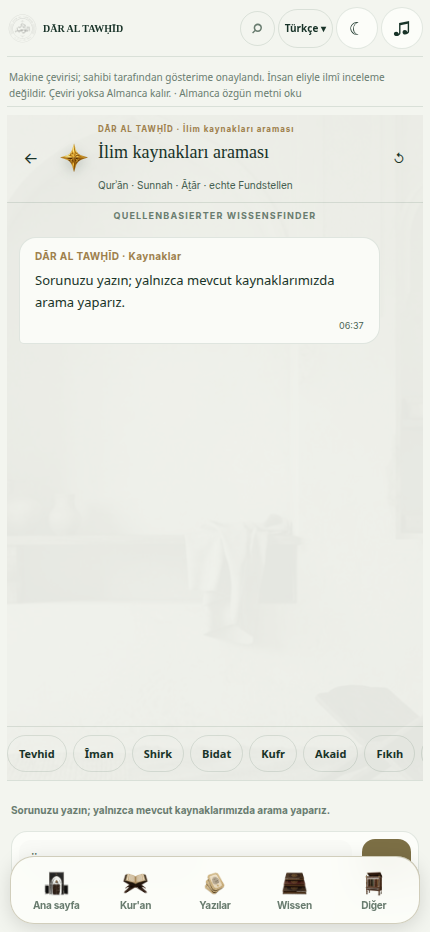 DĀR AL TAWḤĪD
Türkçe ▾
Makine çevirisi; sahibi tarafından gösterime onaylandı. İnsan eliyle ilmî inceleme
değildir. Çeviri yoksa Almanca kalır. · Almanca özgün metni oku
DĀR AL TAWḤĪD · İlim kaynakları araması
İlim kaynakları araması
Qurʾān · Sunnah · Āṯār · echte Fundstellen
QUELLENBASIERTER WISSENSFINDER
DĀR AL TAWḤĪD · Kaynaklar
Sorunuzu yazın; yalnızca mevcut kaynaklarımızda
arama yaparız.
06:37
Tevhid Îman Shirk Bidat Kufr Akaid Fıkıh
Sorunuzu yazın; yalnızca mevcut kaynaklarımızda arama yaparız.
Ana sayfa Kur'an Yazılar Wissen Diğer